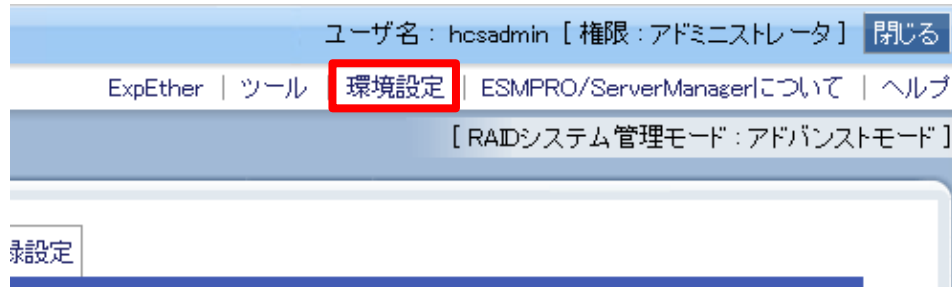 ユーザ名 : hcsadmin [ 権限 : アドミニストレータ ] 閉じる
ExpEther | ツール | 環境設定 | ESMPRO/ServerManagerについて | ヘルプ
[ RAIDシステム管理モード : アドバンストモード ]
録設定